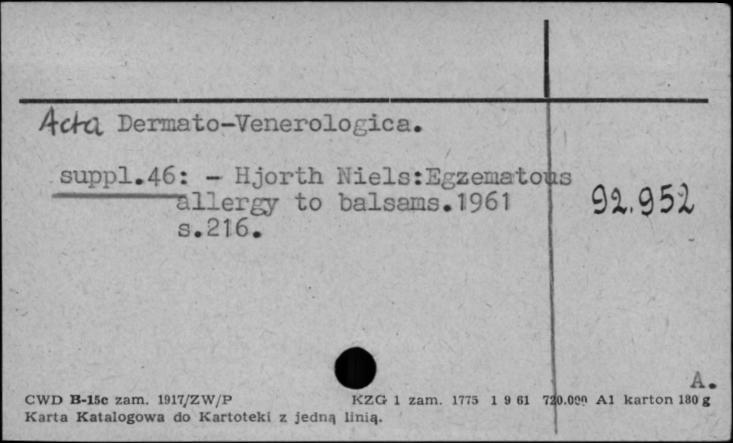 Acta Dermato-Venerologica.
suppl.46: - Hjorth Niels:Egzematous
allergy to balsams.1961
s.216.
92.952
A.
CWD B-15c zam. 1917/ZW/P KZG 1 zam. 1775 1 9 61 720.000 A1 karton 180 g
Karta Katalogowa do Kartoteki z jedną linią.